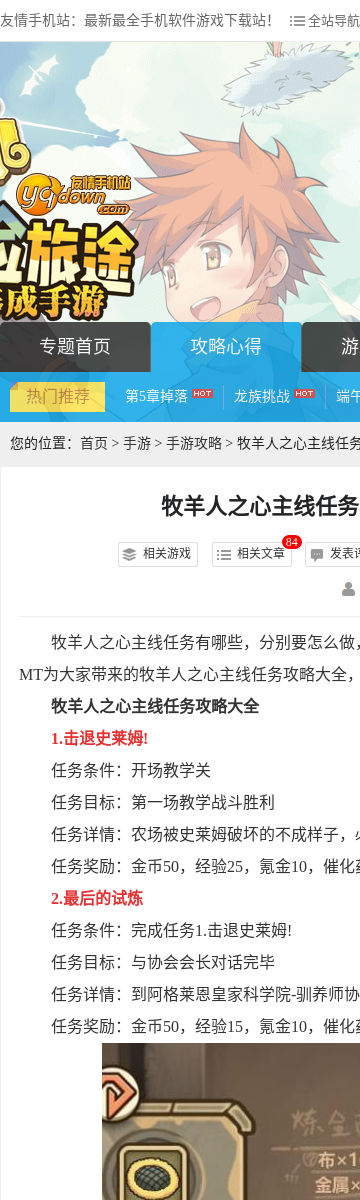 友情手机站：最新最全手机软件游戏下载站！
全站导航
友情手机站
yqdown.com
旅途
成手游
专题首页
攻略心得
游
热门推荐
第5章掉落 HOT
龙族挑战 HOT
端午
您的位置：首页 > 手游 > 手游攻略 > 牧羊人之心主线任务
牧羊人之心主线任务
相关游戏
相关文章
84
发表评
牧羊人之心主线任务有哪些，分别要怎么做，
MT为大家带来的牧羊人之心主线任务攻略大全，
牧羊人之心主线任务攻略大全
1.击退史莱姆!
任务条件：开场教学关
任务目标：第一场教学战斗胜利
任务详情：农场被史莱姆破坏的不成样子，必
任务奖励：金币50，经验25，氪金10，催化药
2.最后的试炼
任务条件：完成任务1.击退史莱姆!
任务目标：与协会会长对话完毕
任务详情：到阿格莱恩皇家科学院-驯养师协
任务奖励：金币50，经验15，氪金10，催化药
炼金
布×1
金属×